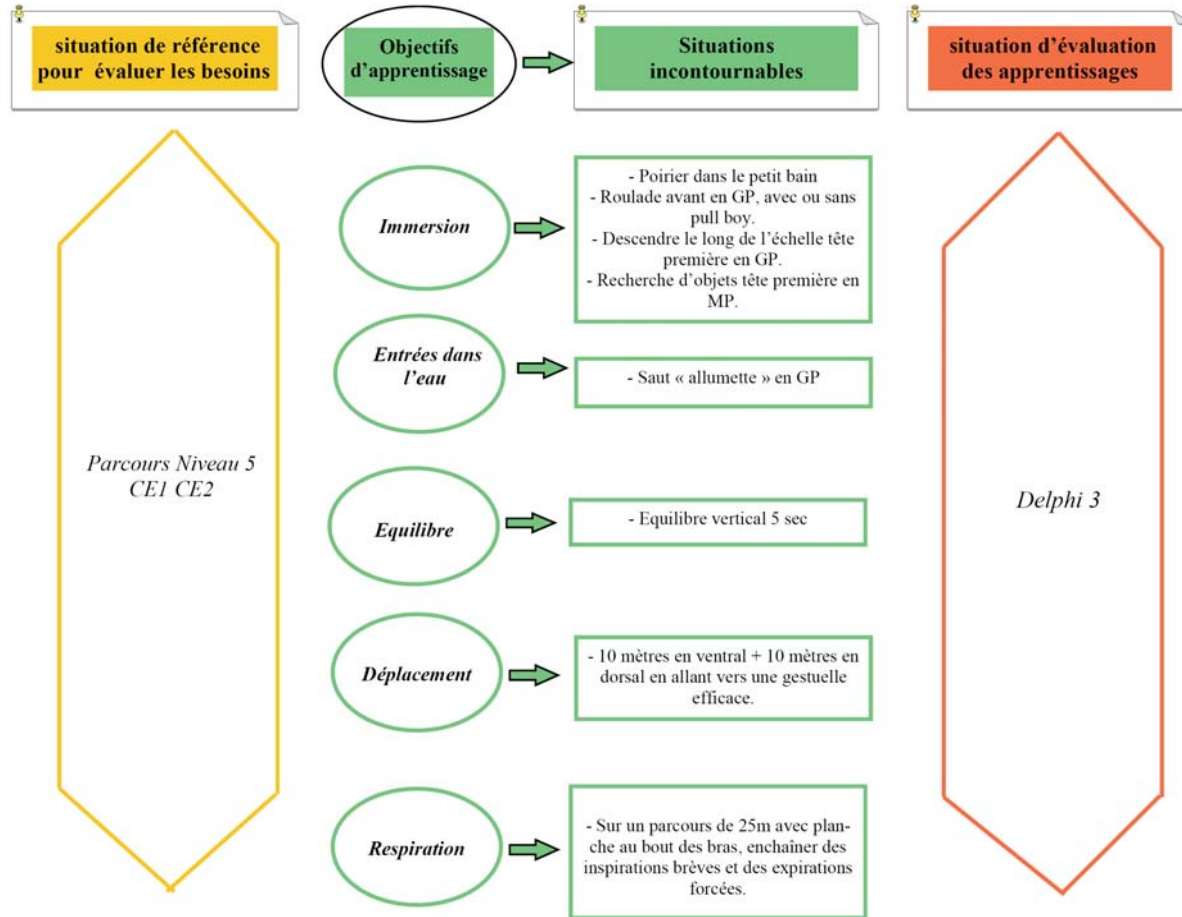 situation de référence
pour évaluer les besoins
Objectifs
d'apprentissage
Situations
incontournables
situation d'évaluation
des apprentissages
Parcours Niveau 5
CE1 CE2
Immersion
- Poirier dans le petit bain
- Roulade avant en GP, avec ou sans
pull boy.
- Descendre le long de l'échelle tête
première en GP.
- Recherche d'objets tête première en
MP.
Entrées dans
l'eau
- Saut « allumette » en GP
Equilibre
- Equilibre vertical 5 sec
Déplacement
- 10 mètres en ventral + 10 mètres en
dorsal en allant vers une gestuelle
efficace.
Respiration
- Sur un parcours de 25m avec plan-
che au bout des bras, enchaîner des
inspirations brèves et des expirations
forcées.
Delphi 3